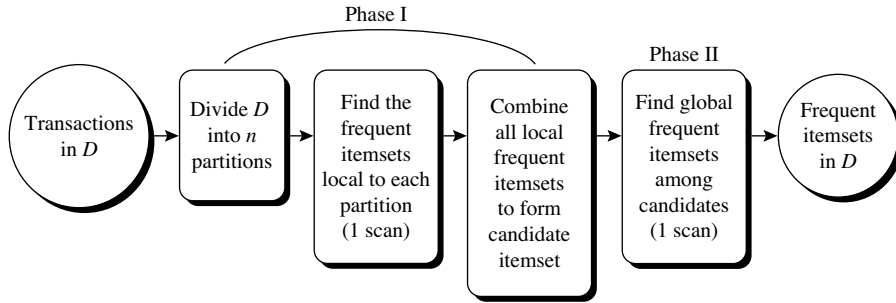 Phase I
Phase II
Transactions
in D
Divide D
into n
partitions
Find the
frequent
itemsets
local to each
partition
(1 scan)
Combine
all local
frequent
itemsets
to form
candidate
itemset
Find global
frequent
itemsets
among
candidates
(1 scan)
Frequent
itemsets
in D